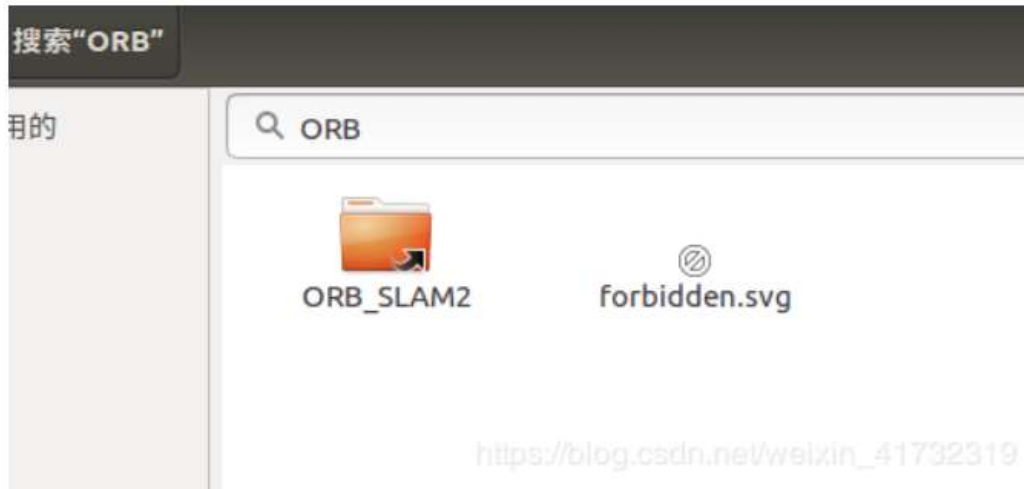 搜索“ORB”
用的
ORB
ORB_SLAM2
forbidden.svg
https://blog.csdn.net/weixin_41732319